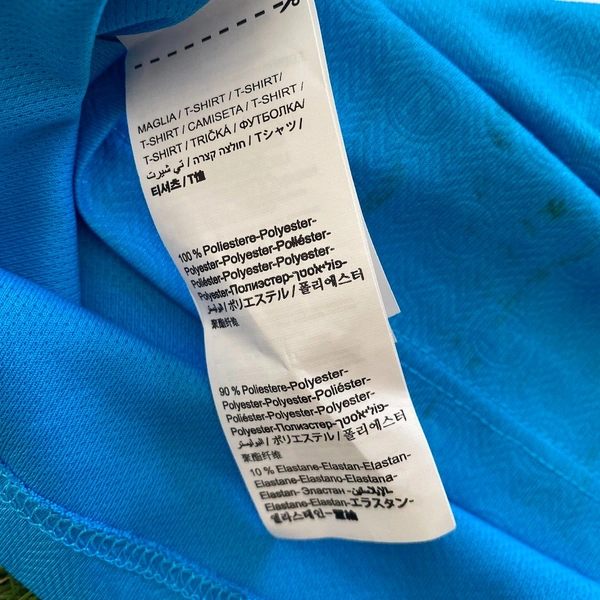 MAGLIA / T-SHIRT / T-SHIRT/
T-SHIRT / CAMISETA / T-SHIRT /
T-SHIRT / TRIČKÁ / ФУТБОЛКА/
تي شيرت / חולצה קצרה / Tシャツ /
티셔츠 / T恤
100 % Poliestere-Polyester-
Polyester-Polyester-Poliéster-
Poliéster-Polyester-Polyester-
Polyester-Полиэстер-פוליאסטר-
/ ポリエステル / 폴리에스터
聚酯纤维
90 % Poliestere-Polyester-
Polyester-Polyester-Poliéster-
Poliéster-Polyester-Polyester-
Polyester-Полиэстер-פוליאסטר-
/ ポリエステル / 폴리에스터
聚酯纤维
10 % Elastane-Elastan-Elastan-
Elastane-Elastano-Elastana-
Elastan- Эластан -
Elastane-Elastan-エラスタン-
엘라스테인-